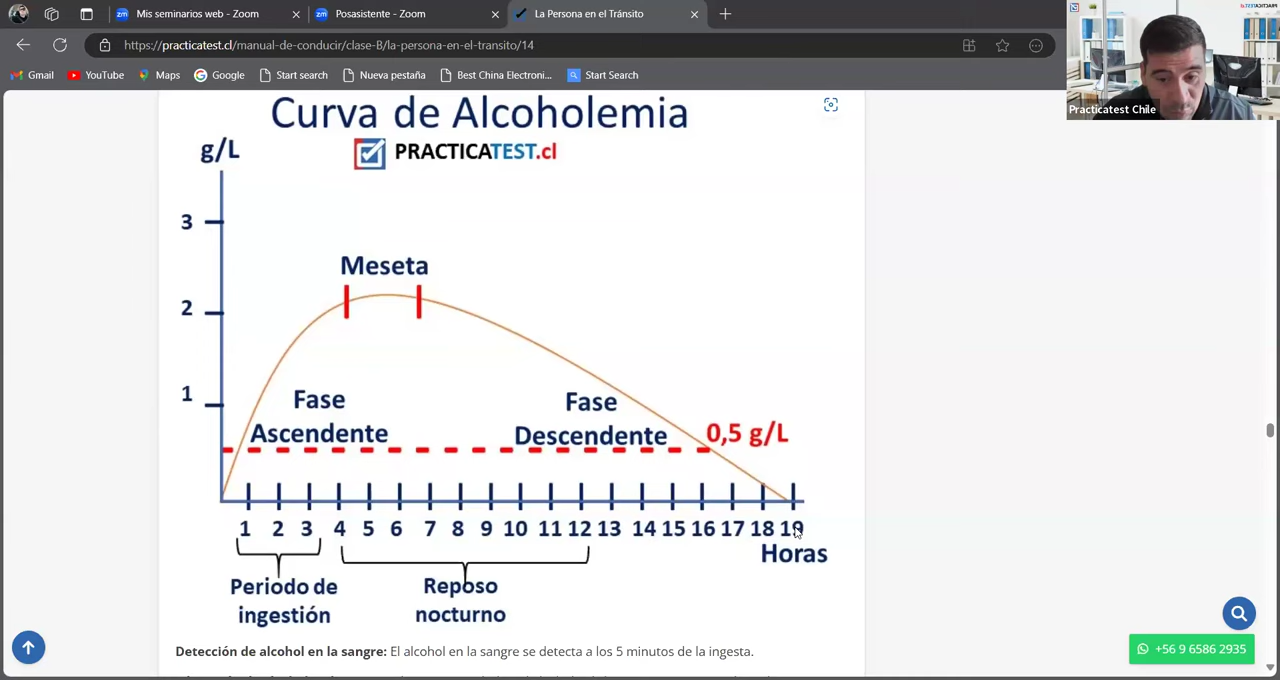 Mis seminarios web - Zoom
Posasistente - Zoom
La Persona en el Tránsito
https://practicatest.cl/manual-de-conducir/clase-B/la-persona-en-el-transito/14
Gmail
YouTube
Maps
Google
Start search
Nueva pestaña
Best China Electroni...
Start Search
Practicatest Chile
Curva de Alcoholemia
PRACTICATEST.cl
g/L
3
Meseta
2
1
Fase
Ascendente
Fase
Descendente
0,5 g/L
1 2 3 4 5 6 7 8 9 10 11 12 13 14 15 16 17 18 19
Horas
Periodo de
ingestión
Reposo
nocturno
Detección de alcohol en la sangre: El alcohol en la sangre se detecta a los 5 minutos de la ingesta.
+56 9 6586 2935